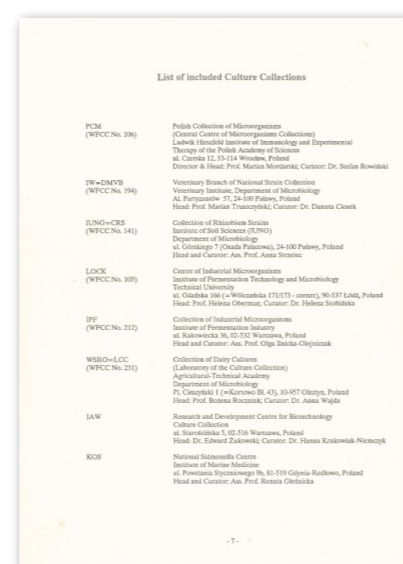 List of included Culture Collections
PCM
(WFCC No. 106)
Polish Collection of Microorganisms
(Central Centre of Microorganisms Collections)
Ludwik Hirszfeld Institute of Immunology and Experimental
Therapy of the Polish Academy of Sciences
ul. Czerska 12, 53-114 Wrocław, Poland
Director & Head: Prof. Marian Mordarski; Curator: Dr. Stefan Rowiński
IW=DMVB
(WFCC No. 194)
Veterinary Branch of National Strain Collection
Veterinary Institute, Department of Microbiology
Al. Partyzantów 57, 24-100 Puławy, Poland
Head: Prof. Marian Truszczyński; Curator: Dr. Danuta Ciosek
IUNG=CRS
(WFCC No. 141)
Collection of Rhizobium Strains
Institute of Soil Sciences (IUNG)
Department of Microbiology
ul. Górskiego 7 (Osada Pałacowa), 24-100 Puławy, Poland
Head and Curator: Ass. Prof. Anna Strzelec
LOCK
(WFCC No. 105)
Centre of Industrial Microorganisms
Institute of Fermentation Technology and Microbiology
Technical University
ul. Gdańska 166 (=Wólczańska 171/173 - corner), 90-537 Łódź, Poland
Head: Prof. Helena Oberman; Curator: Dr. Helena Stobińska
IPF
(WFCC No. 212)
Collection of Industrial Microorganisms
Institute of Fermentation Industry
ul. Rakowiecka 36, 02-532 Warszawa, Poland
Head and Curator: Ass. Prof. Olga Ilnicka-Olejniczak
WSRO=LCC
(WFCC No. 231)
Collection of Dairy Cultures
(Laboratory of the Culture Collection)
Agricultural-Technical Academy
Department of Microbiology
Pl. Cieszyński 1 (=Kortowo Bl. 43), 10-957 Olsztyn, Poland
Head: Prof. Bożena Roczniak; Curator: Dr. Anna Wajda
IAW
Research and Development Centre for Biotechnology
Culture Collection
ul. Starościńska 5, 02-516 Warszawa, Poland
Head: Dr. Edward Żukowski; Curator: Dr. Hanna Krakowiak-Niemczyk
KOS
National Salmonella Centre
Institute of Marine Medicine
ul. Powstania Styczniowego 9b, 81-519 Gdynia-Redłowo, Poland
Head and Curator: Ass. Prof. Renata Głośnicka
- 7 -